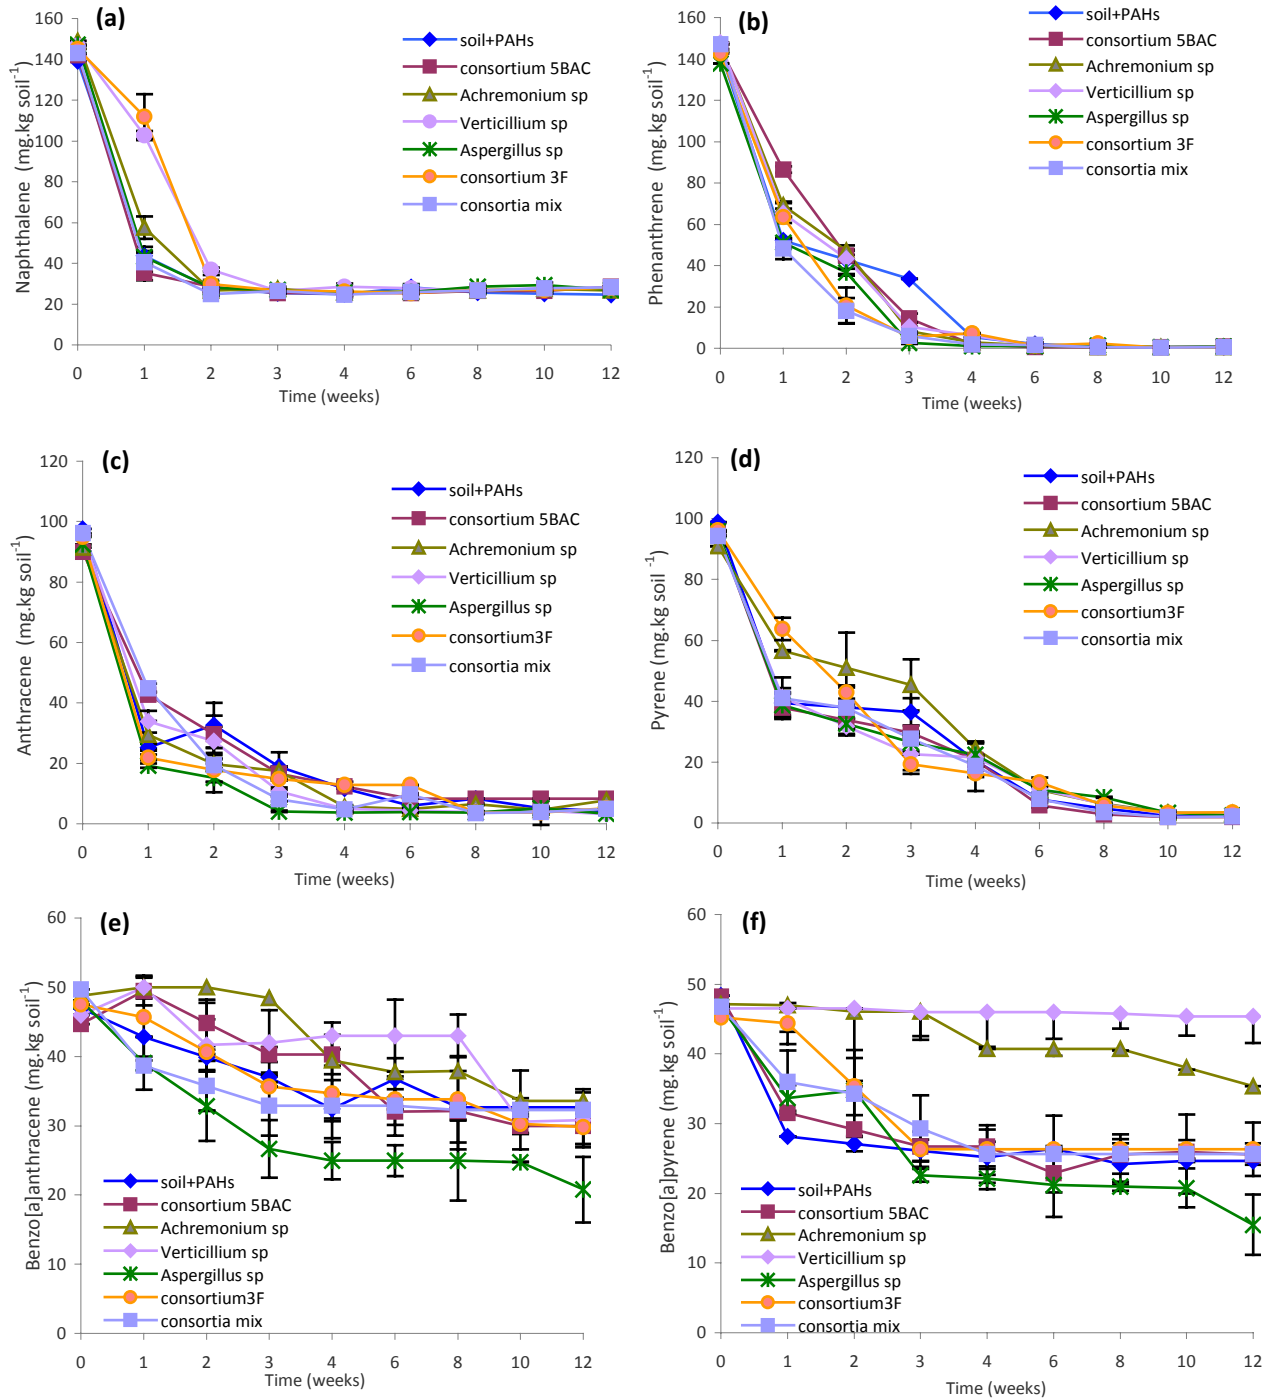 (a)
Naphthalene (mg.kg soil⁻¹)
160
140
120
100
80
60
40
20
0
0 1 2 3 4 6 8 10 12
Time (weeks)
soil+PAHs
consortium 5BAC
Achremonium sp
Verticillium sp
Aspergillus sp
consortium 3F
consortia mix
(b)
Phenanthrene (mg.kg soil⁻¹)
160
140
120
100
80
60
40
20
0
0 1 2 3 4 6 8 10 12
Time (weeks)
soil+PAHs
consortium 5BAC
Achremonium sp
Verticillium sp
Aspergillus sp
consortium 3F
consortia mix
(c)
Anthracene (mg.kg soil⁻¹)
120
100
80
60
40
20
0
0 1 2 3 4 6 8 10 12
Time (weeks)
soil+PAHs
consortium 5BAC
Achremonium sp
Verticillium sp
Aspergillus sp
consortium3F
consortia mix
(d)
Pyrene (mg.kg soil ⁻¹)
120
100
80
60
40
20
0
0 1 2 3 4 6 8 10 12
Time (weeks)
soil+PAHs
consortium 5BAC
Achremonium sp
Verticillium sp
Aspergillus sp
consortium3F
consortia mix
(e)
Benzo[a]anthracene (mg.kg soil⁻¹)
60
50
40
30
20
10
0
0 1 2 3 4 6 8 10 12
Time (weeks)
soil+PAHs
consortium 5BAC
Achremonium sp
Verticillium sp
Aspergillus sp
consortium3F
consortia mix
(f)
Benzo[a]pyrene (mg.kg soil⁻¹)
60
50
40
30
20
10
0
0 1 2 3 4 6 8 10 12
Time (weeks)
soil+PAHs
consortium 5BAC
Achremonium sp
Verticillium sp
Aspergillus sp
consortium3F
consortia mix